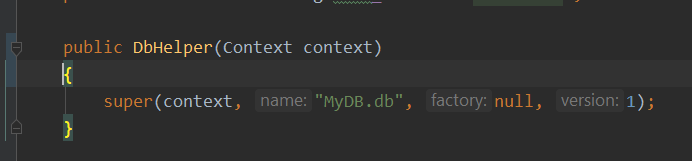 public DbHelper(Context context)
{
super(context, name: "MyDB.db", factory: null, version: 1);
}